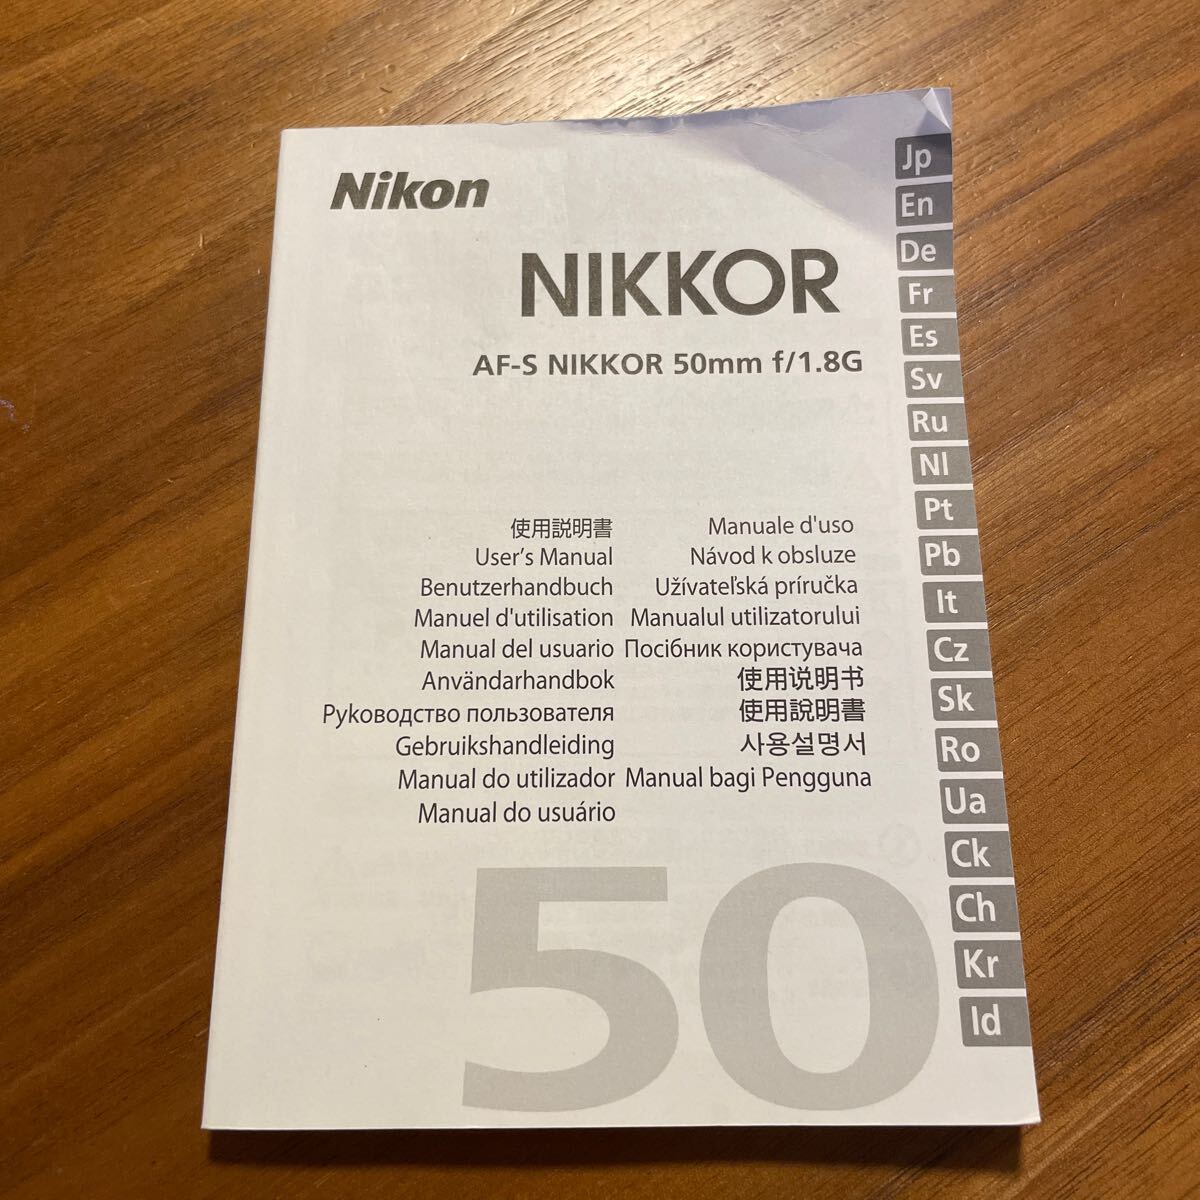 Nikon
NIKKOR
AF-S NIKKOR 50mm f/1.8G
使用説明書
User's Manual
Benutzerhandbuch
Manuel d'utilisation
Manual del usuario
Användarhandbok
Руководство пользователя
Gebruikshandleiding
Manual do utilizador
Manual do usuário
Manuale d'uso
Návod k obsluze
Užívateľská príručka
Manualul utilizatorului
Посібник користувача
使用说明书
使用說明書
사용설명서
Manual bagi Pengguna
50
Jp
En
De
Fr
Es
Sv
Ru
Nl
Pt
Pb
It
Cz
Sk
Ro
Ua
Ck
Ch
Kr
Id